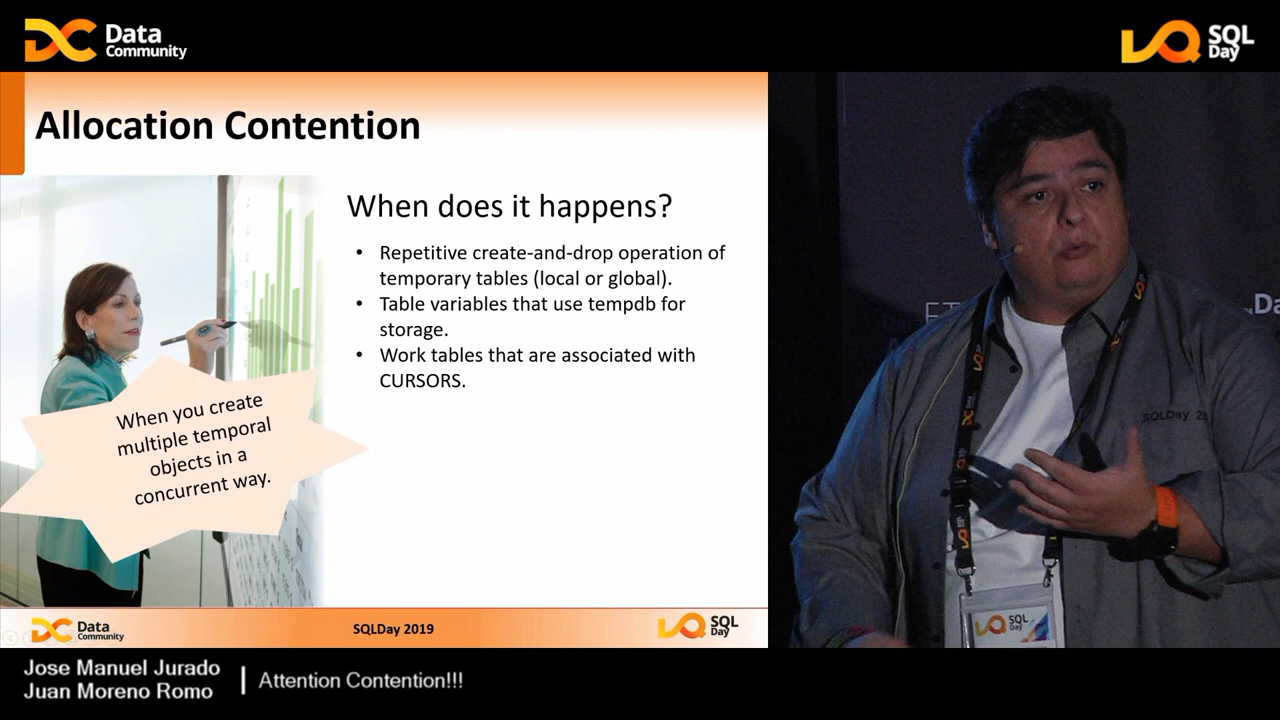 Data
Community
SQL
Day
Allocation Contention
When does it happens?
• Repetitive create-and-drop operation of
temporary tables (local or global).
• Table variables that use tempdb for
storage.
• Work tables that are associated with
CURSORS.
When you create
multiple temporal
objects in a
concurrent way.
Data
Community
SQLDay 2019
SQL
Day
SQLDay
SQL
Day
Jose Manuel Jurado
Juan Moreno Romo
Attention Contention!!!